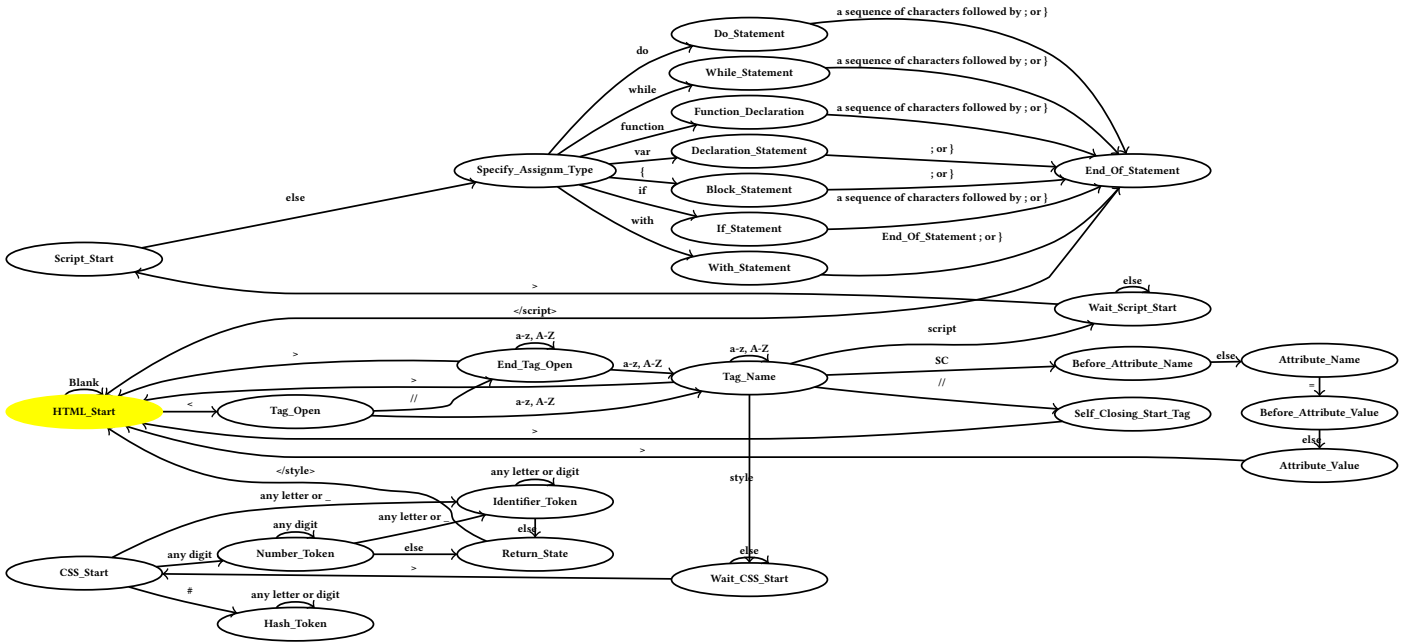 a sequence of characters followed by ; or }
Do_Statement
do
a sequence of characters followed by ; or }
While_Statement
while
a sequence of characters followed by ; or }
Function_Declaration
function
Declaration_Statement
var
; or }
Specify_Assignm_Type
End_Of_Statement
{
; or }
Block_Statement
if
a sequence of characters followed by ; or }
else
with
If_Statement
End_Of_Statement ; or }
Script_Start
With_Statement
>
else
Wait_Script_Start
</script>
script
a-z, A-Z
a-z, A-Z
>
End_Tag_Open
a-z, A-Z
SC
else
Attribute_Name
Before_Attribute_Name
Tag_Name
Blank
>
//
=
//
HTML_Start
<
Tag_Open
a-z, A-Z
Self_Closing_Start_Tag
Before_Attribute_Value
>
else
>
Attribute_Value
</style>
any letter or digit
style
any letter or _
Identifier_Token
any letter or _
any digit
else
any digit
Number_Token
else
Return_State
else
CSS_Start
>
Wait_CSS_Start
#
any letter or digit
Hash_Token